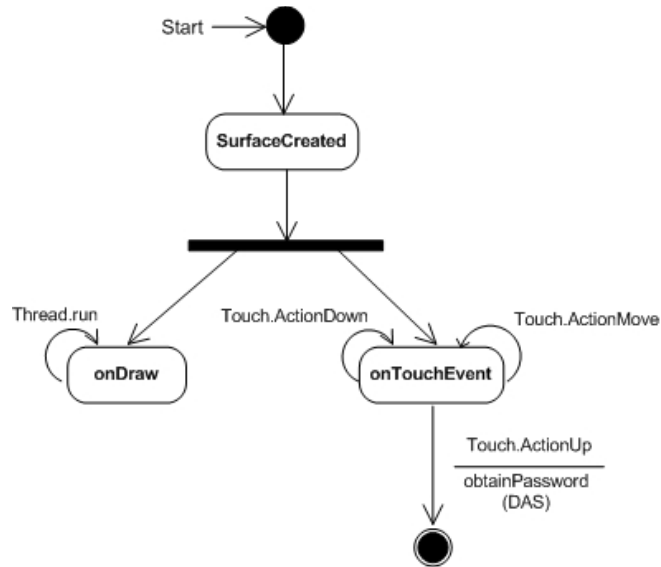 Start
SurfaceCreated
Thread.run
Touch.ActionDown
Touch.ActionMove
onDraw
onTouchEvent
Touch.ActionUp
obtainPassword
(DAS)